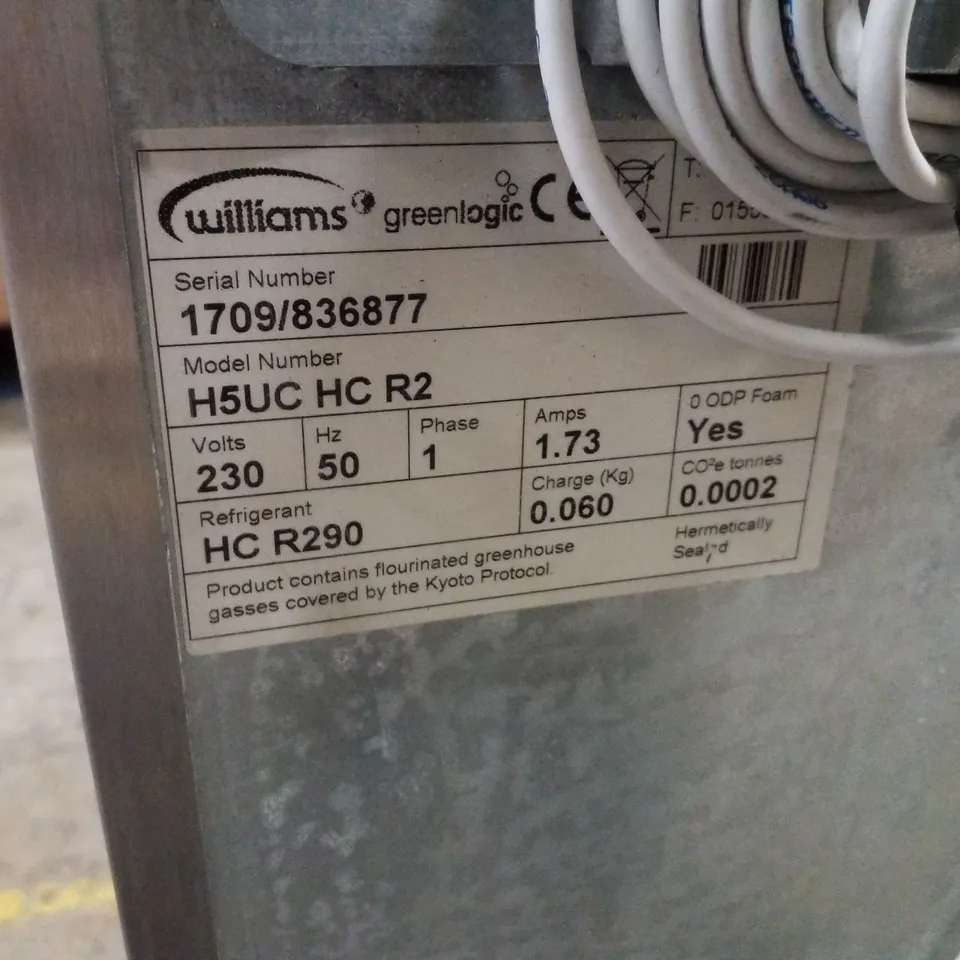 williams greenlogic CE
T:
F: 015
Serial Number
1709/836877
Model Number
H5UC HC R2
Volts Hz Phase Amps 0 ODP Foam
230 50 1 1.73 Yes
Refrigerant Charge (Kg) CO²e tonnes
HC R290 0.060 0.0002
Product contains flourinated greenhouse
gasses covered by the Kyoto Protocol.
Hermetically
Sealed